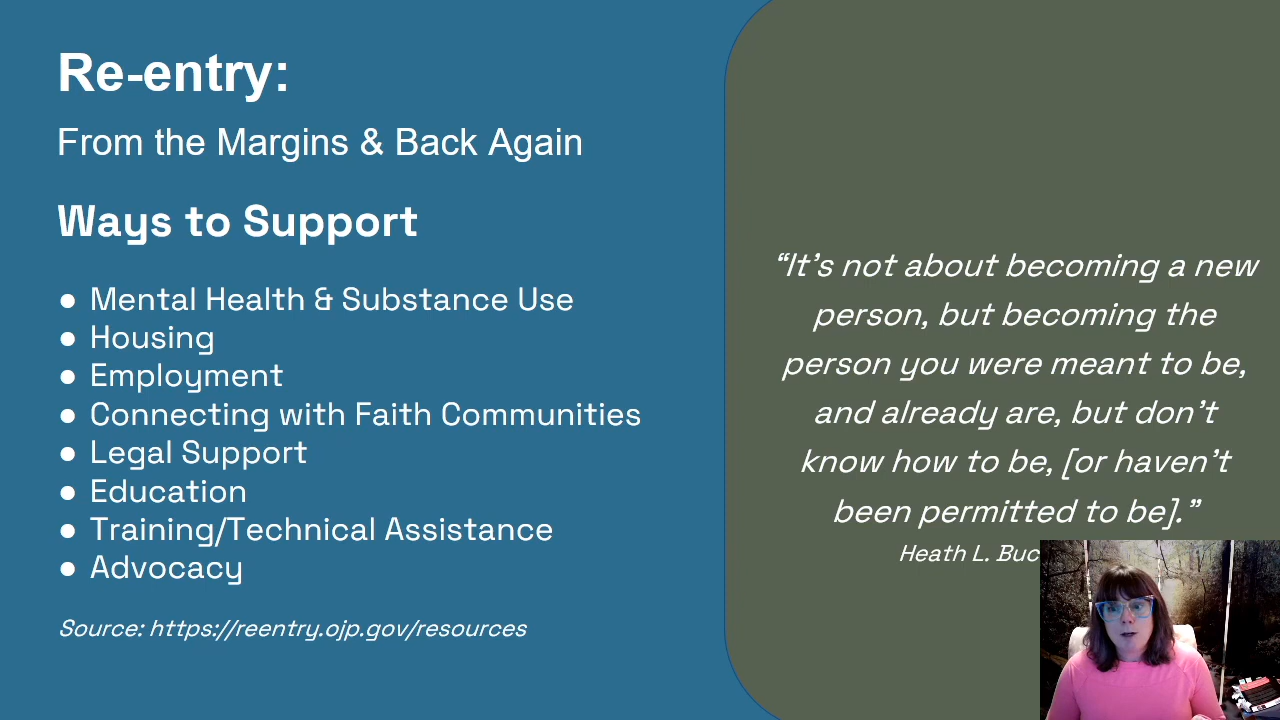 Re-entry:
From the Margins & Back Again
Ways to Support
● Mental Health & Substance Use
● Housing
● Employment
● Connecting with Faith Communities
● Legal Support
● Education
● Training/Technical Assistance
● Advocacy
Source: https://reentry.ojp.gov/resources
“It’s not about becoming a new
person, but becoming the
person you were meant to be,
and already are, but don’t
know how to be, [or haven’t
been permitted to be].”
Heath L. Buc